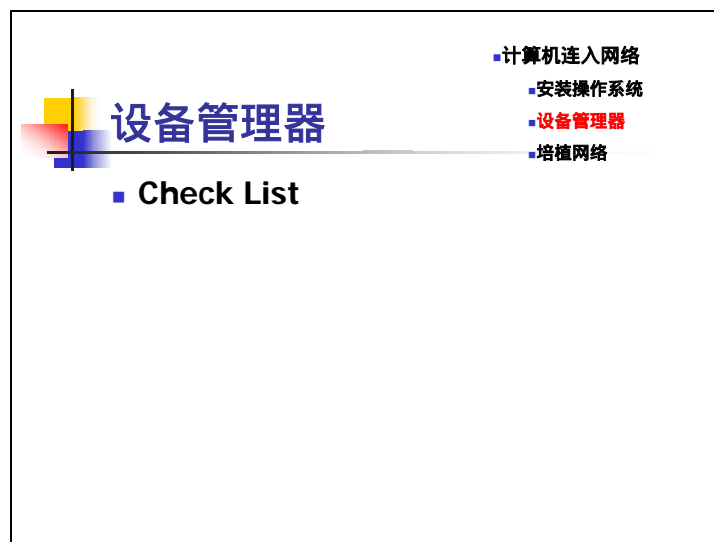 计算机连入网络
安装操作系统
设备管理器
培植网络
设备管理器
Check List